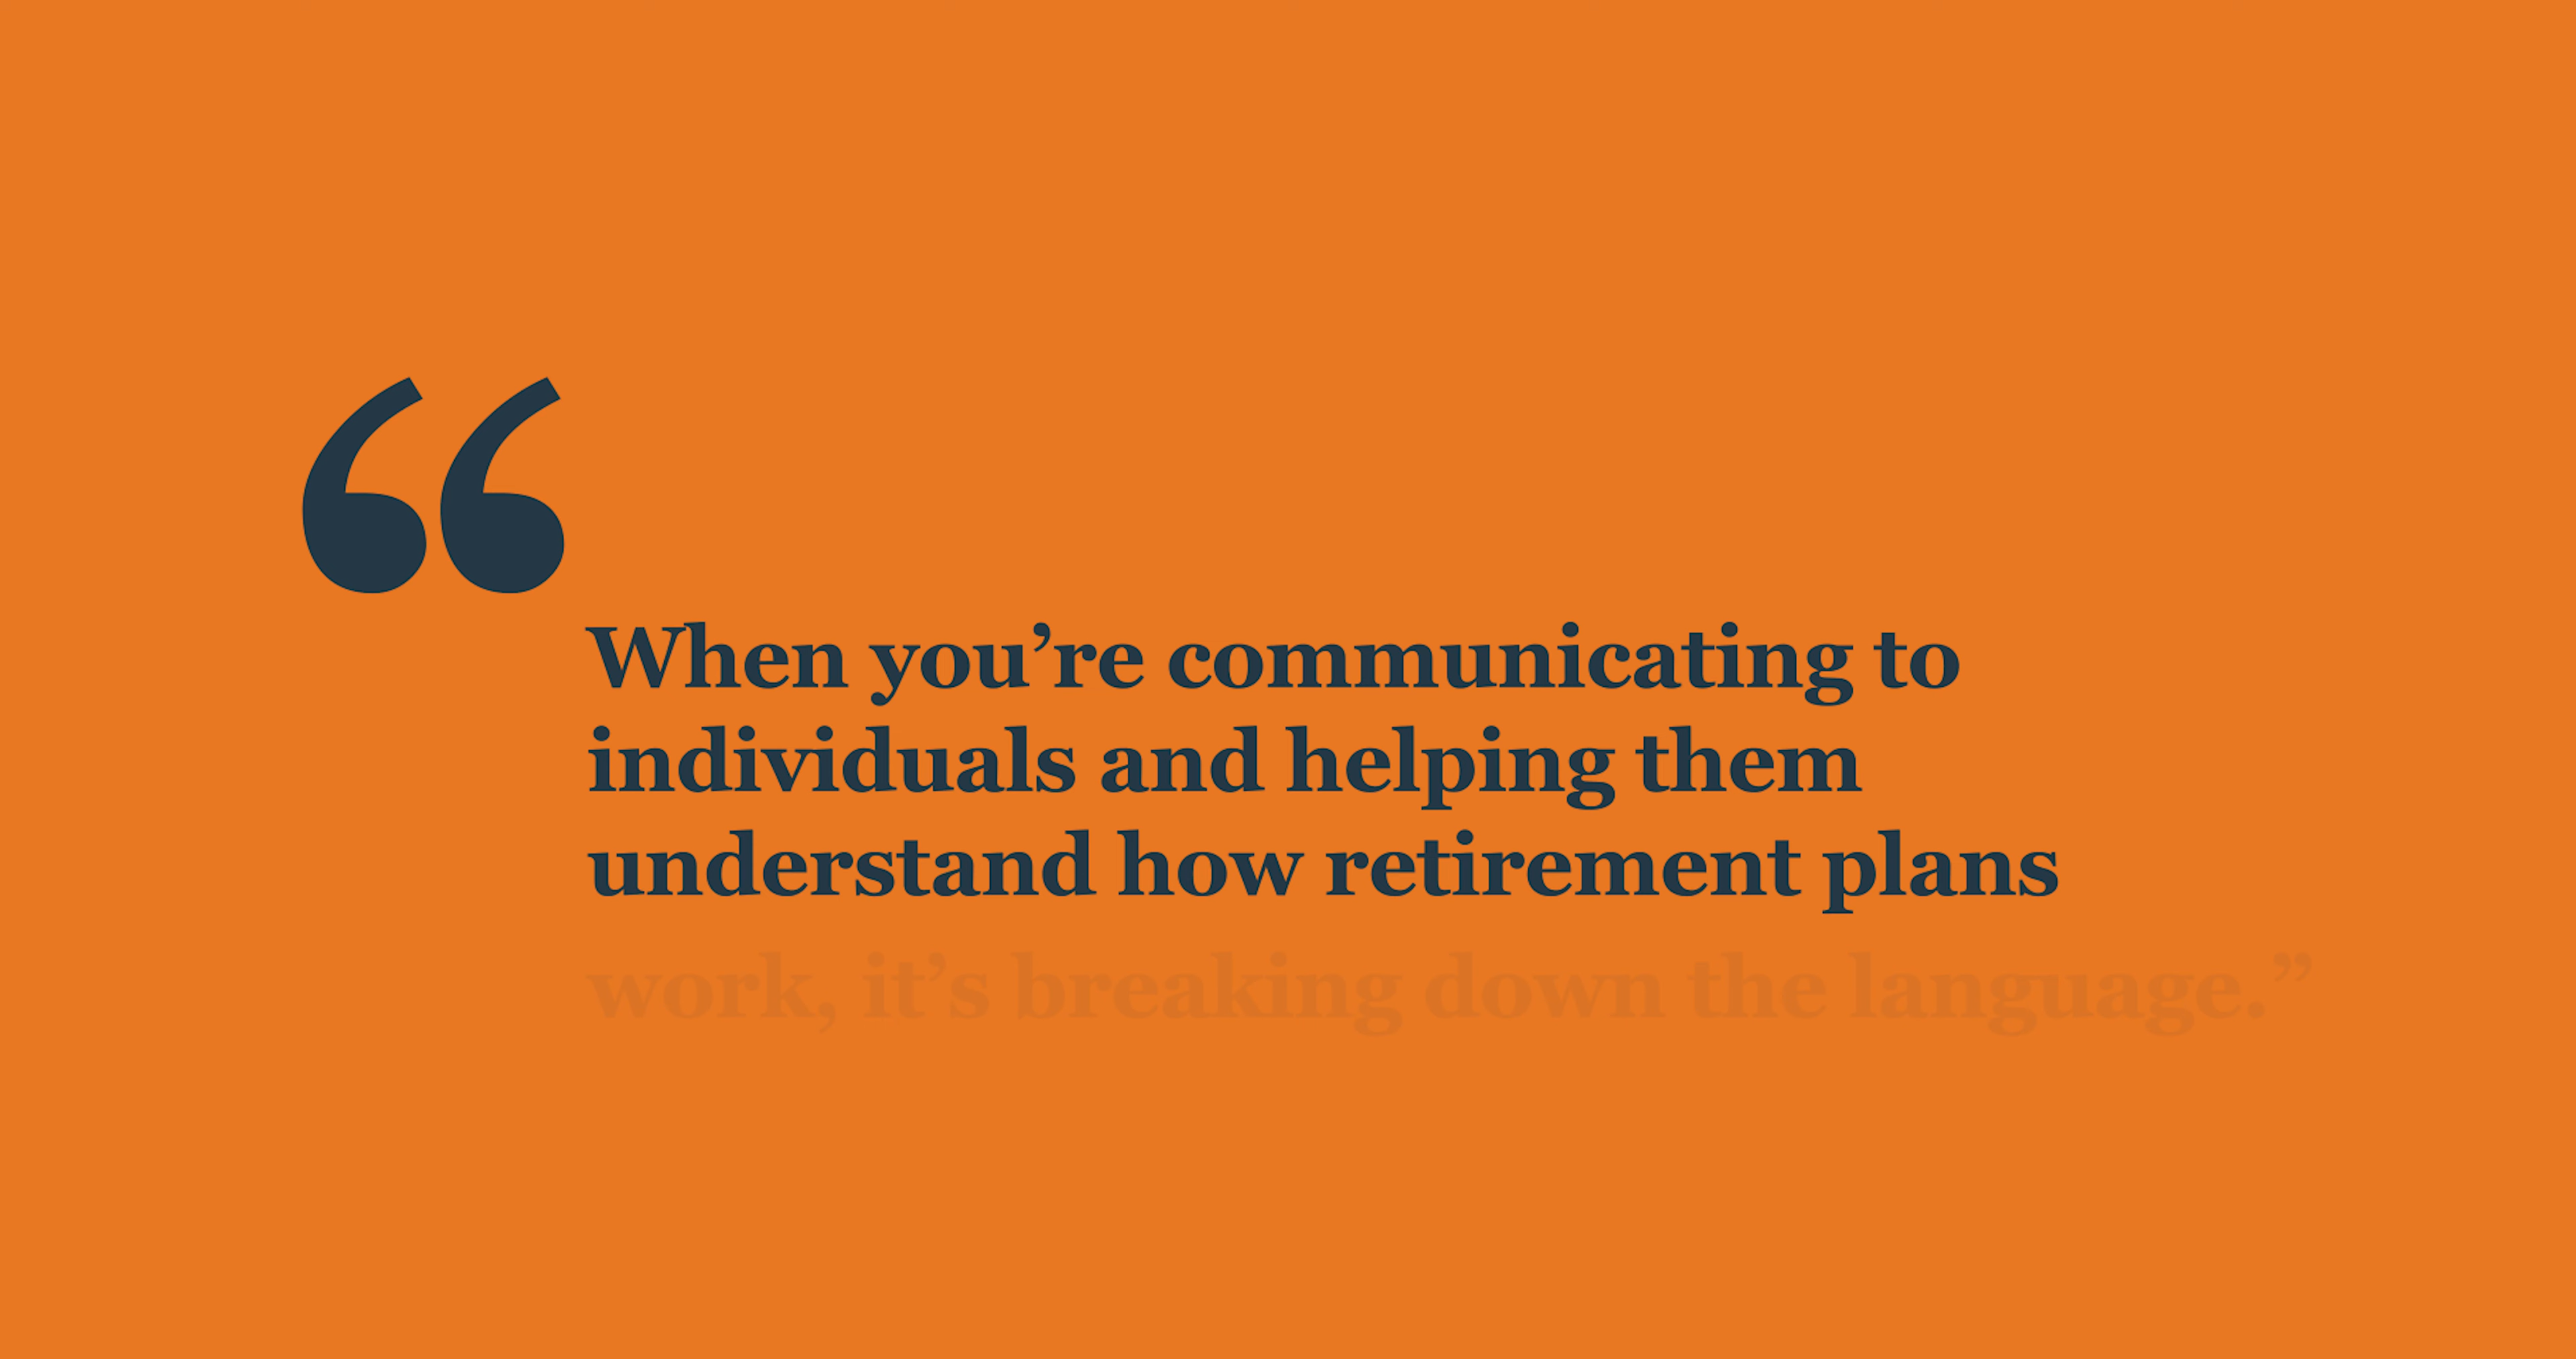 “
When you’re communicating to
individuals and helping them
understand how retirement plans
work, it’s breaking down the language.”